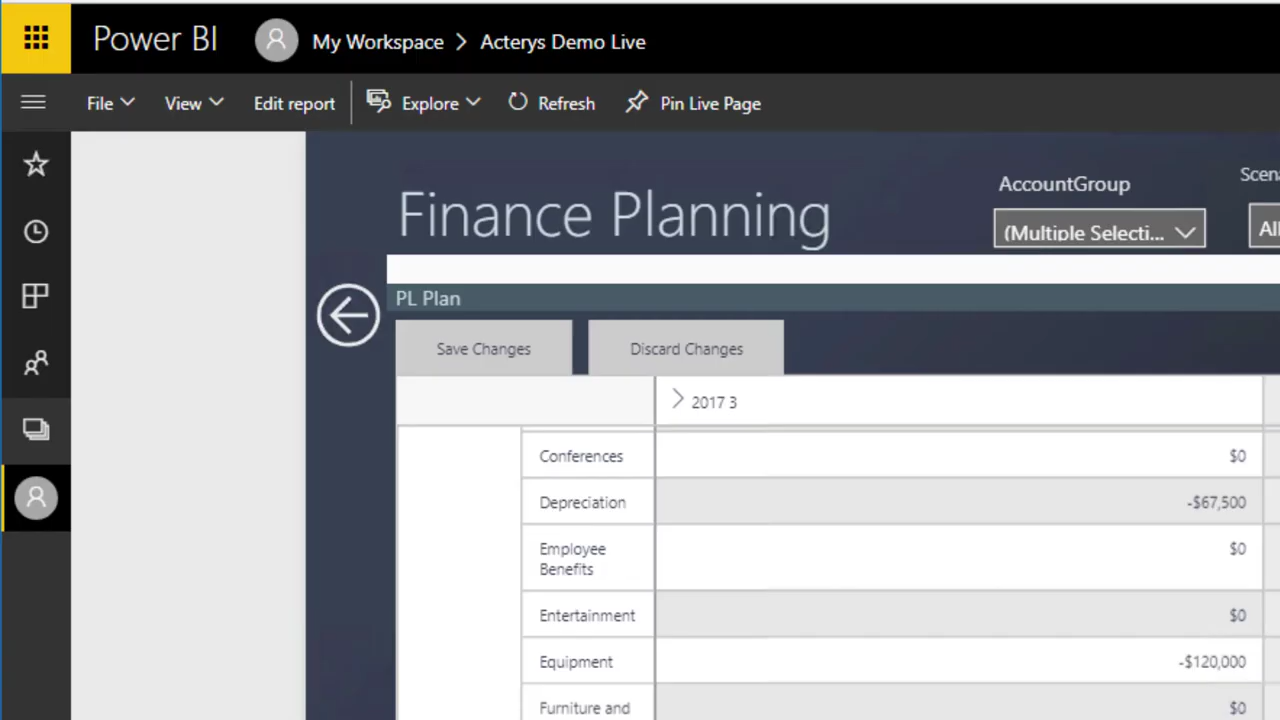 Power BI My Workspace > Acterys Demo Live
File View Edit report Explore Refresh Pin Live Page
Finance Planning
AccountGroup
(Multiple Selecti...
PL Plan
Save Changes Discard Changes
2017 3
Conferences $0
Depreciation -$67,500
Employee
Benefits $0
Entertainment $0
Equipment -$120,000
Furniture and $0